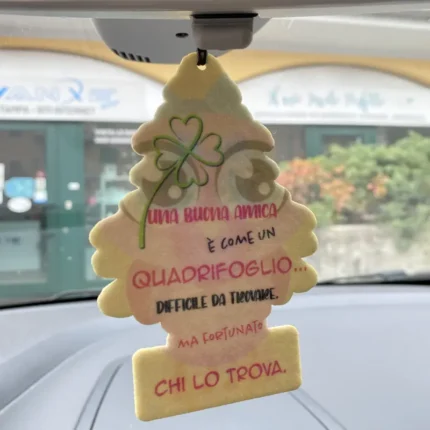 UNA BUONA AMICA
È COME UN
QUADRIFOGLIO...
DIFFICILE DA TROVARE,
MA FORTUNATO
CHI LO TROVA.